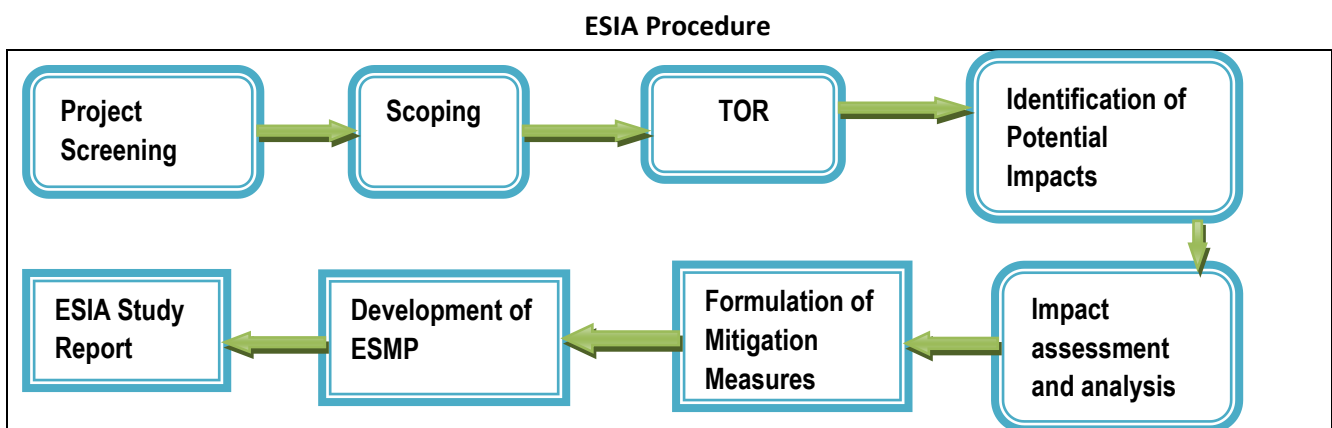 ESIA Procedure
Project
Screening
Scoping
TOR
Identification of
Potential
Impacts
Impact
assessment
and analysis
Formulation of
Mitigation
Measures
Development of
ESMP
ESIA Study
Report